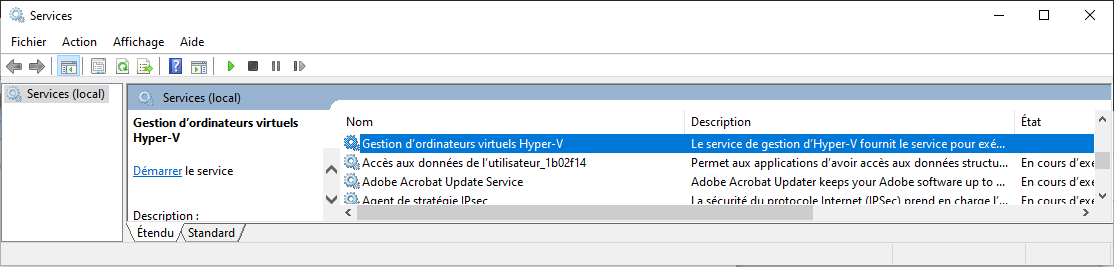 Services
Fichier Action Affichage Aide
Services (local)
Services (local)
Gestion d’ordinateurs virtuels
Hyper-V
Démarrer le service
Description :
Nom Description État
Gestion d’ordinateurs virtuels Hyper-V Le service de gestion d’Hyper-V fournit le service pour exé...
Accès aux données de l’utilisateur_1b02f14 Permet aux applications d’avoir accès aux données structu... En cours d’exé
Adobe Acrobat Update Service Adobe Acrobat Updater keeps your Adobe software up to ... En cours d’exé
Agent de stratégie IPsec La sécurité du protocole Internet (IPSec) prend en charge l’... En cours d’exé
Étendu Standard